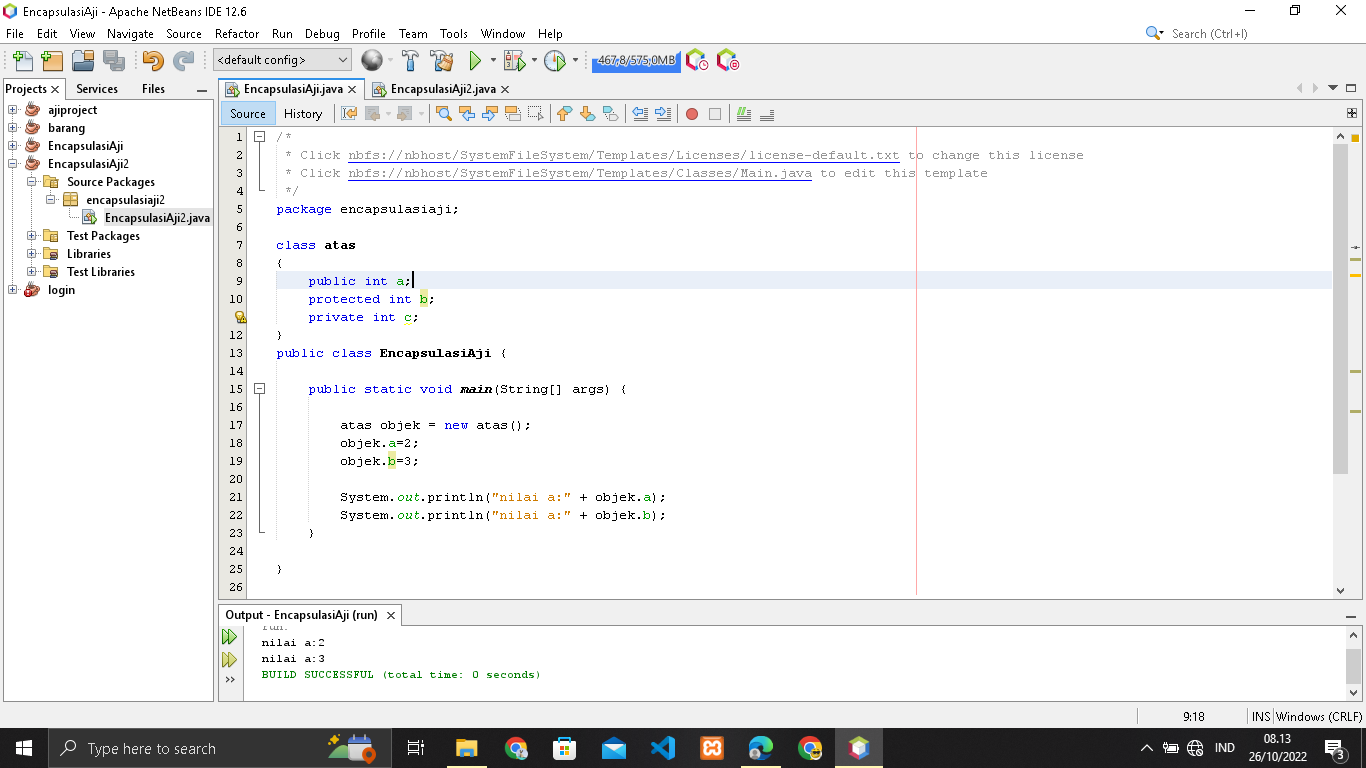 EncapsulasiAji - Apache NetBeans IDE 12.6
File Edit View Navigate Source Refactor Run Debug Profile Team Tools Window Help
Search (Ctrl+I)
<default config>
467,8/575,0MB
Projects Services Files
EncapsulasiAji.java EncapsulasiAji2.java
ajiproject
barang
EncapsulasiAji
EncapsulasiAji2
Source Packages
encapsulasiaji2
EncapsulasiAji2.java
Test Packages
Libraries
Test Libraries
login
Source History
1 /*
2 * Click nbfs://nbhost/SystemFileSystem/Templates/Licenses/license-default.txt to change this license
3 * Click nbfs://nbhost/SystemFileSystem/Templates/Classes/Main.java to edit this template
4 */
5 package encapsulasiaji;
6
7 class atas
8 {
9 public int a;
10 protected int b;
private int c;
12 }
13 public class EncapsulasiAji {
14
15 public static void main(String[] args) {
16
17 atas objek = new atas();
18 objek.a=2;
19 objek.b=3;
20
21 System.out.println("nilai a:" + objek.a);
22 System.out.println("nilai a:" + objek.b);
23 }
24
25 }
26
Output - EncapsulasiAji (run)
run:
nilai a:2
nilai a:3
BUILD SUCCESSFUL (total time: 0 seconds)
9:18 INS Windows (CRLF)
Type here to search
IND
08.13
26/10/2022
3